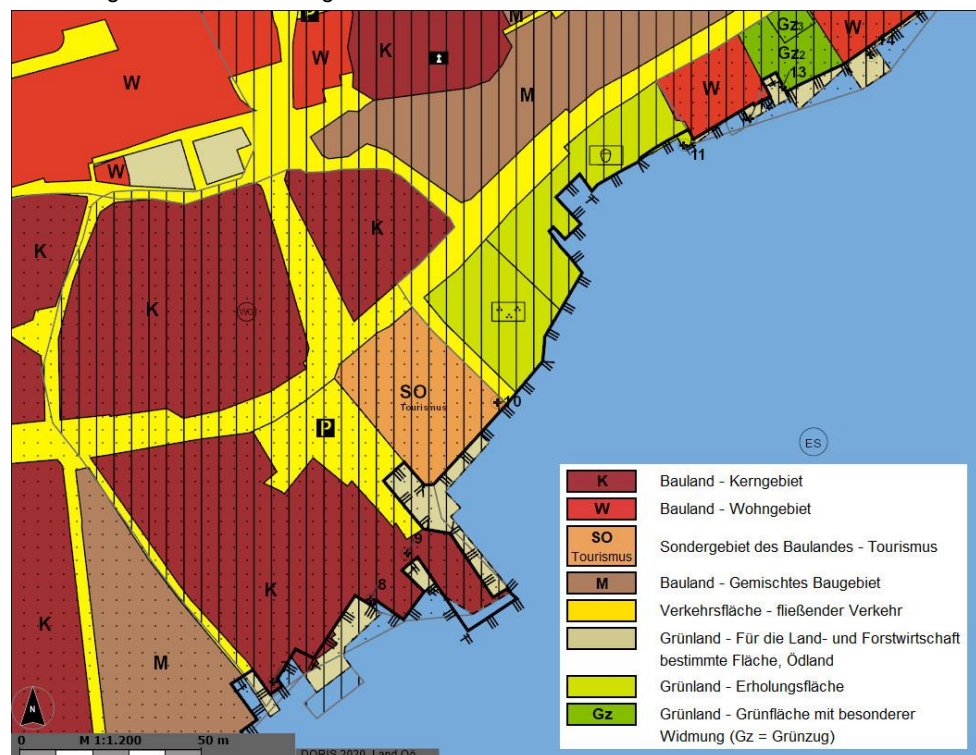 P
M
K
W
W
W
W
Gz3
Gz2
14
13
M
W
11
W
K
K
K
WG
SO
Tourismus
10
P
ES
9
K
8
7
K
M
N
0 M 1:1.200 50 m
DORIS 2020, Land Oö
K Bauland - Kerngebiet
W Bauland - Wohngebiet
SO
Tourismus Sondergebiet des Baulandes - Tourismus
M Bauland - Gemischtes Baugebiet
Verkehrsfläche - fließender Verkehr
Grünland - Für die Land- und Forstwirtschaft
bestimmte Fläche, Ödland
Grünland - Erholungsfläche
Gz Grünland - Grünfläche mit besonderer
Widmung (Gz = Grünzug)